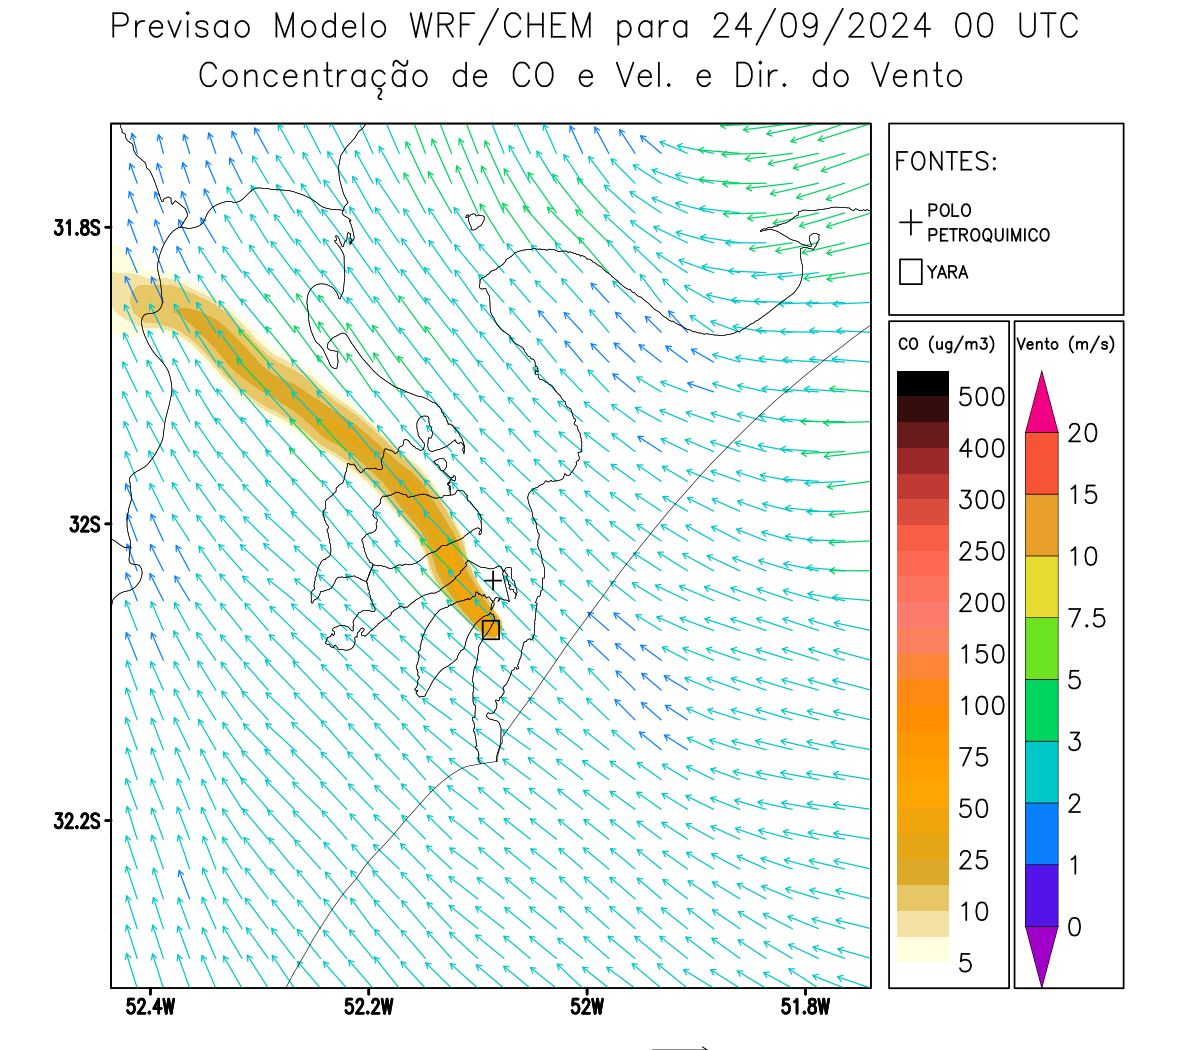 Previsao Modelo WRF/CHEM para 24/09/2024 00 UTC
Concentração de CO e Vel. e Dir. do Vento
FONTES:
POLO
PETROQUIMICO
YARA
CO (ug/m3)
500
400
300
250
200
150
100
75
50
25
10
5
Vento (m/s)
20
15
10
7.5
5
3
2
1
0
31.8S
32S
32.2S
52.4W
52.2W
52W
51.8W